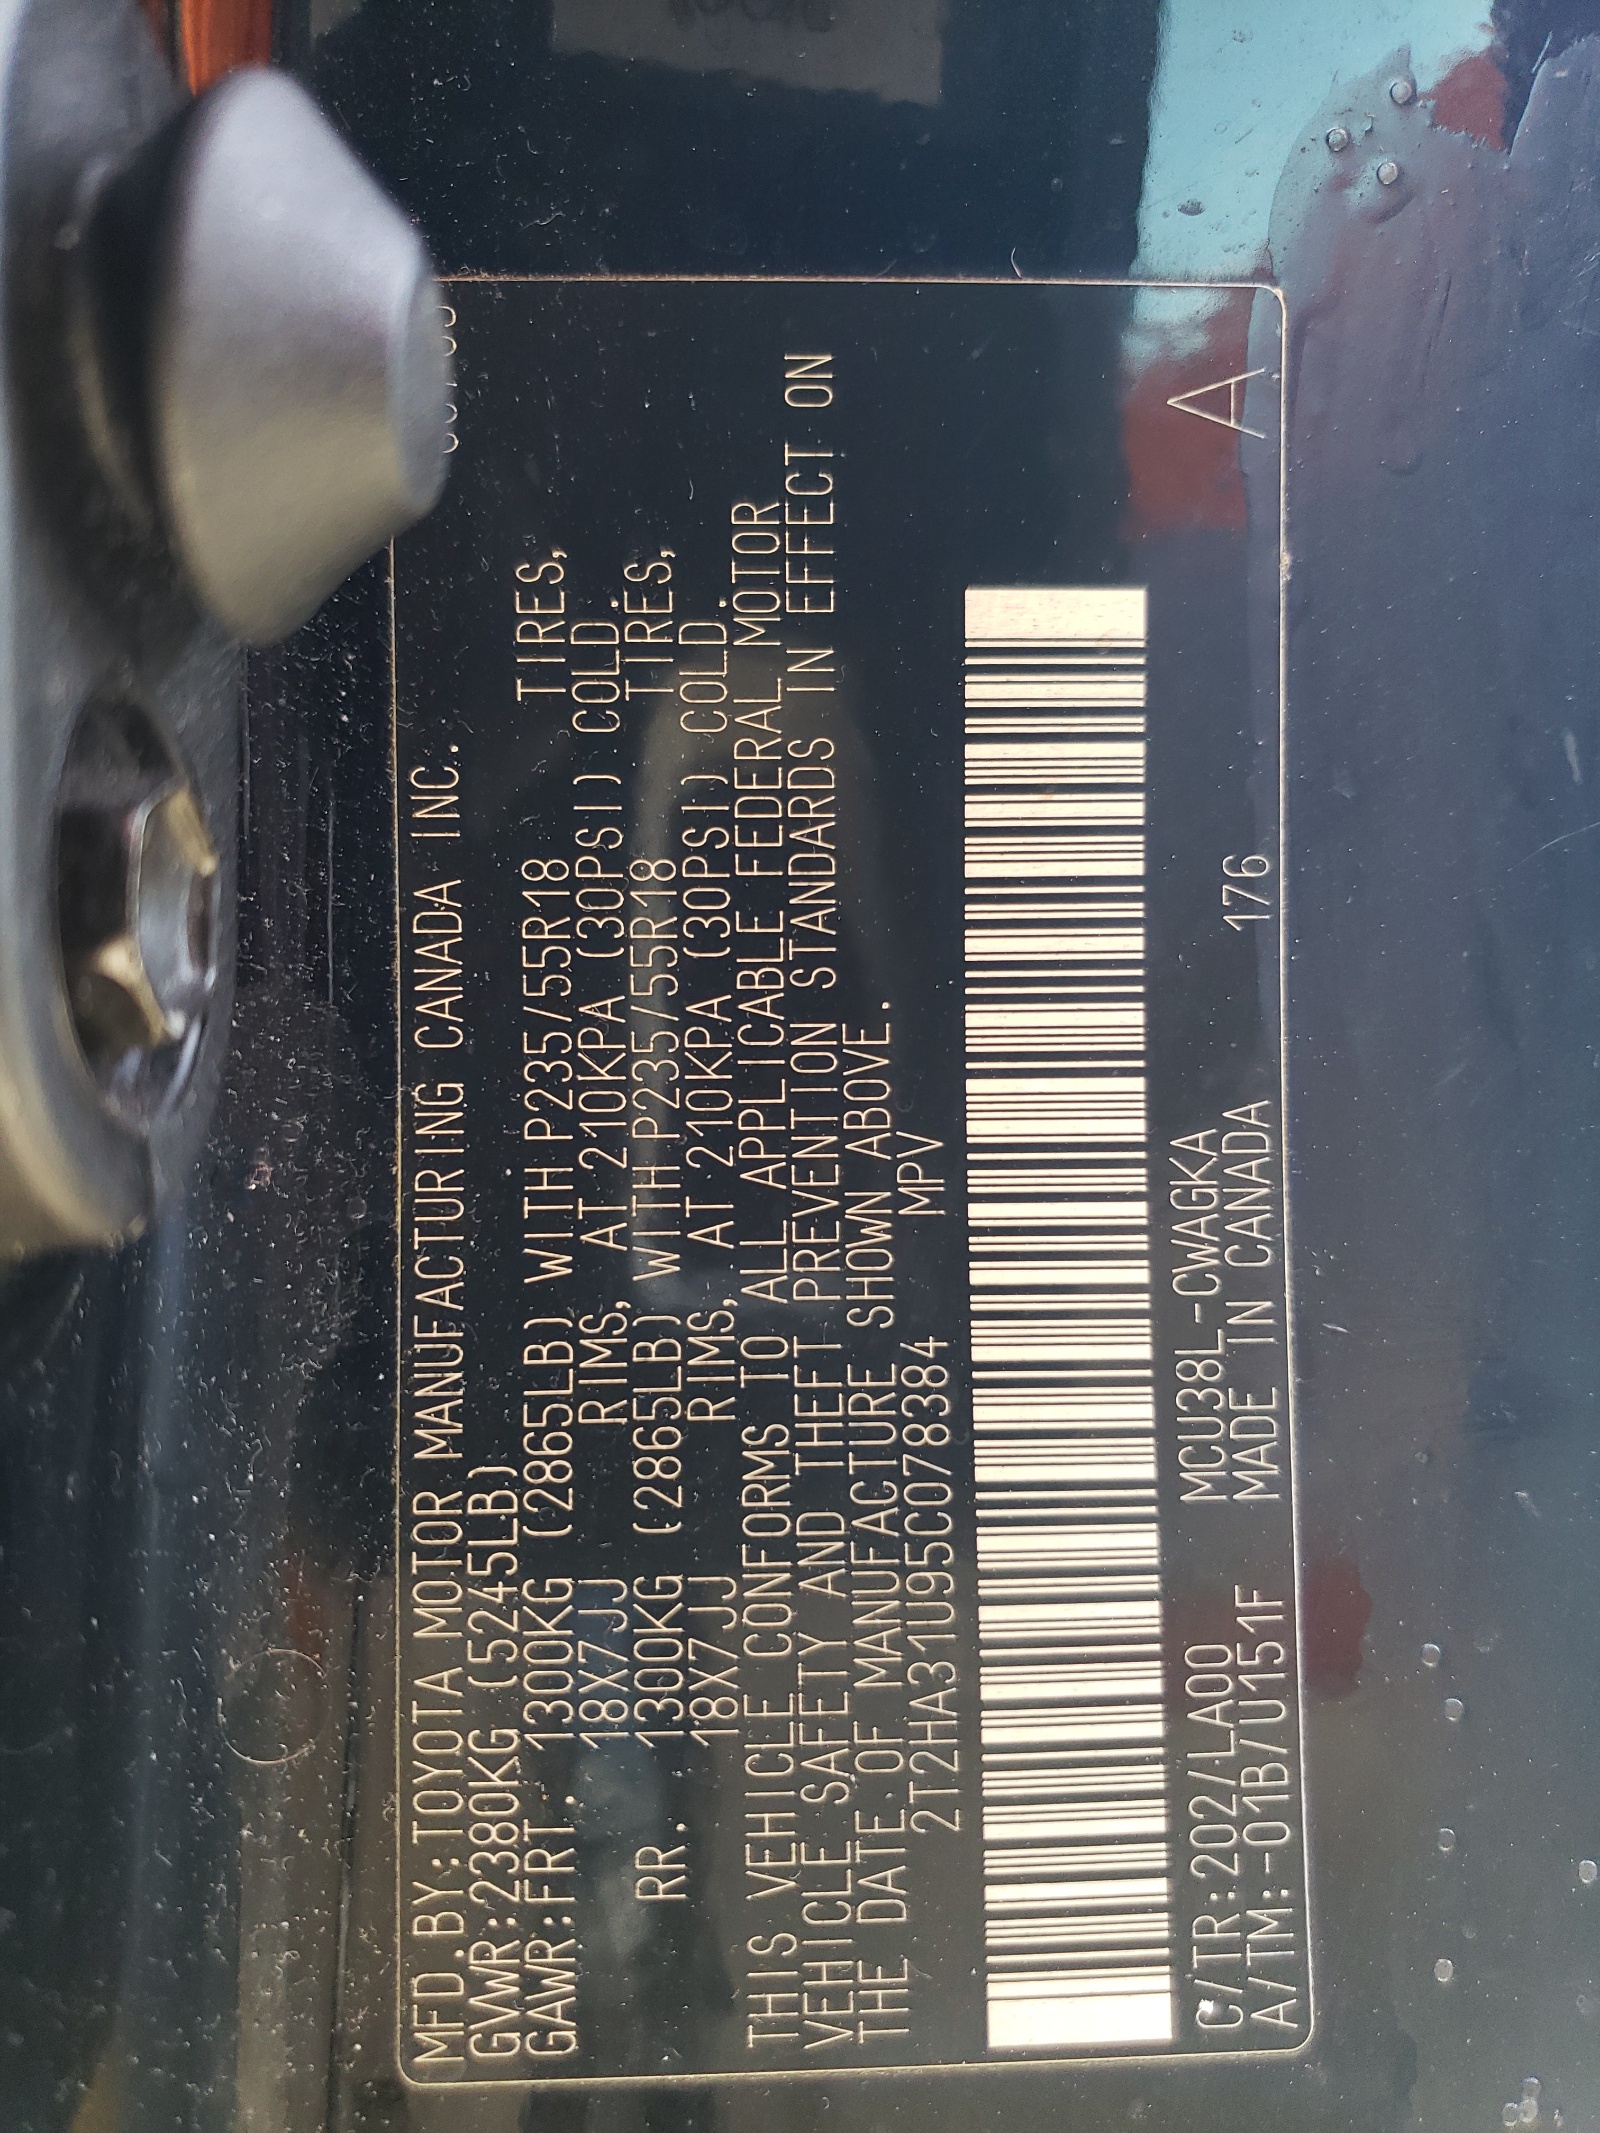 MFD.BY:TOYOTA MOTOR MANUFACTURING CANADA INC.
GVWR:2380KG (5245LB)
GAWR:FRT. 1300KG (2865LB) WITH P235/55R18 TIRES,
18X7JJ RIMS, AT 210KPA (30PSI) COLD.
RR. 1300KG (2865LB) WITH P235/55R18 TIRES,
18X7JJ RIMS, AT 210KPA (30PSI) COLD.
THIS VEHICLE CONFORMS TO ALL APPLICABLE FEDERAL MOTOR
VEHICLE SAFETY AND THEFT PREVENTION STANDARDS IN EFFECT ON
THE DATE OF MANUFACTURE SHOWN ABOVE.
2T2HA31U95C078384 MPV
C/TR:202/LA00 MCU38L-CWAGKA A
A/TM:-01B/U151F MADE IN CANADA 176